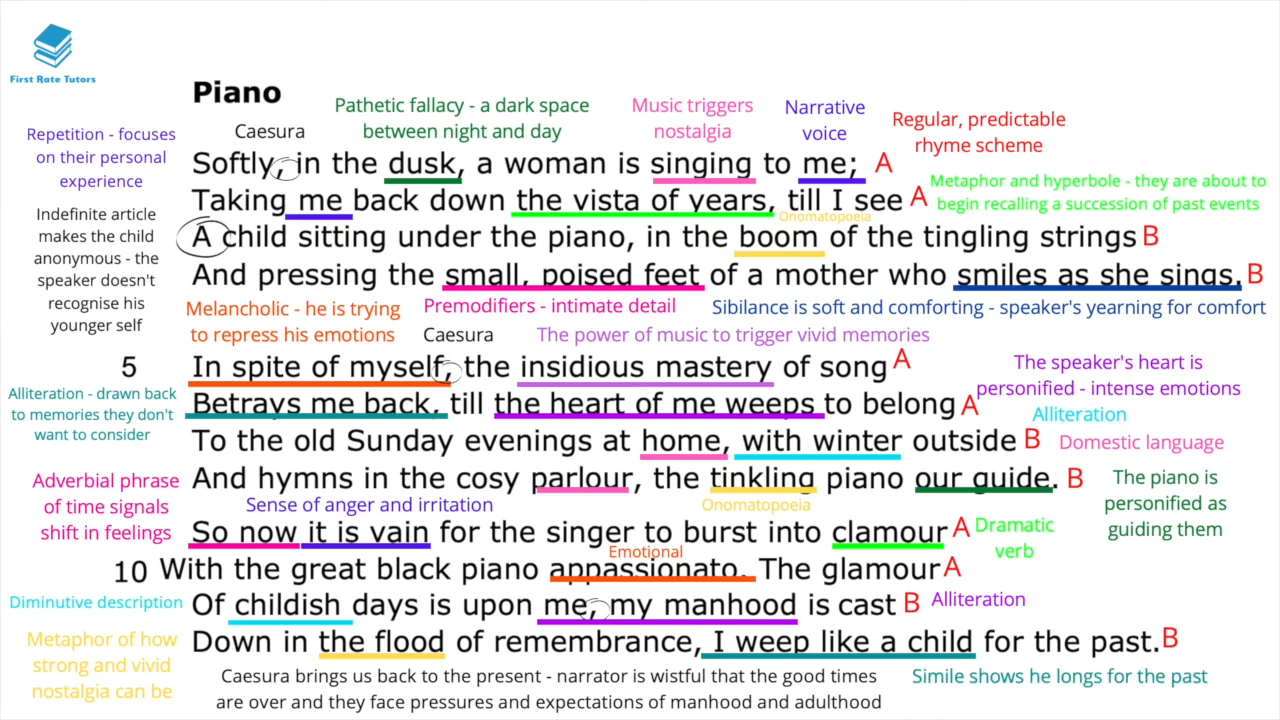 First Rate Tutors
Piano
Pathetic fallacy - a dark space
between night and day
Music triggers
nostalgia
Narrative
voice
Regular, predictable
rhyme scheme
Repetition - focuses
on their personal
experience
Caesura
Softly, in the dusk, a woman is singing to me; A
Taking me back down the vista of years, till I see A
Metaphor and hyperbole - they are about to
begin recalling a succession of past events
Indefinite article
makes the child
anonymous - the
speaker doesn't
recognise his
younger self
Onomatopoeia
A child sitting under the piano, in the boom of the tingling strings B
And pressing the small, poised feet of a mother who smiles as she sings. B
Melancholic - he is trying
to repress his emotions
Premodifiers - intimate detail
Sibilance is soft and comforting - speaker's yearning for comfort
Caesura
The power of music to trigger vivid memories
5 In spite of myself, the insidious mastery of song A
The speaker's heart is
personified - intense emotions
Alliteration - drawn back
to memories they don't
want to consider
Betrays me back, till the heart of me weeps to belong A
Alliteration
To the old Sunday evenings at home, with winter outside B
Domestic language
And hymns in the cosy parlour, the tinkling piano our guide. B
The piano is
personified as
guiding them
Adverbial phrase
of time signals
shift in feelings
Sense of anger and irritation
Onomatopoeia
So now it is vain for the singer to burst into clamour A
Dramatic
verb
Emotional
10 With the great black piano appassionato. The glamour A
Diminutive description
Of childish days is upon me, my manhood is cast B
Alliteration
Metaphor of how
strong and vivid
nostalgia can be
Down in the flood of remembrance, I weep like a child for the past. B
Caesura brings us back to the present - narrator is wistful that the good times
are over and they face pressures and expectations of manhood and adulthood
Simile shows he longs for the past